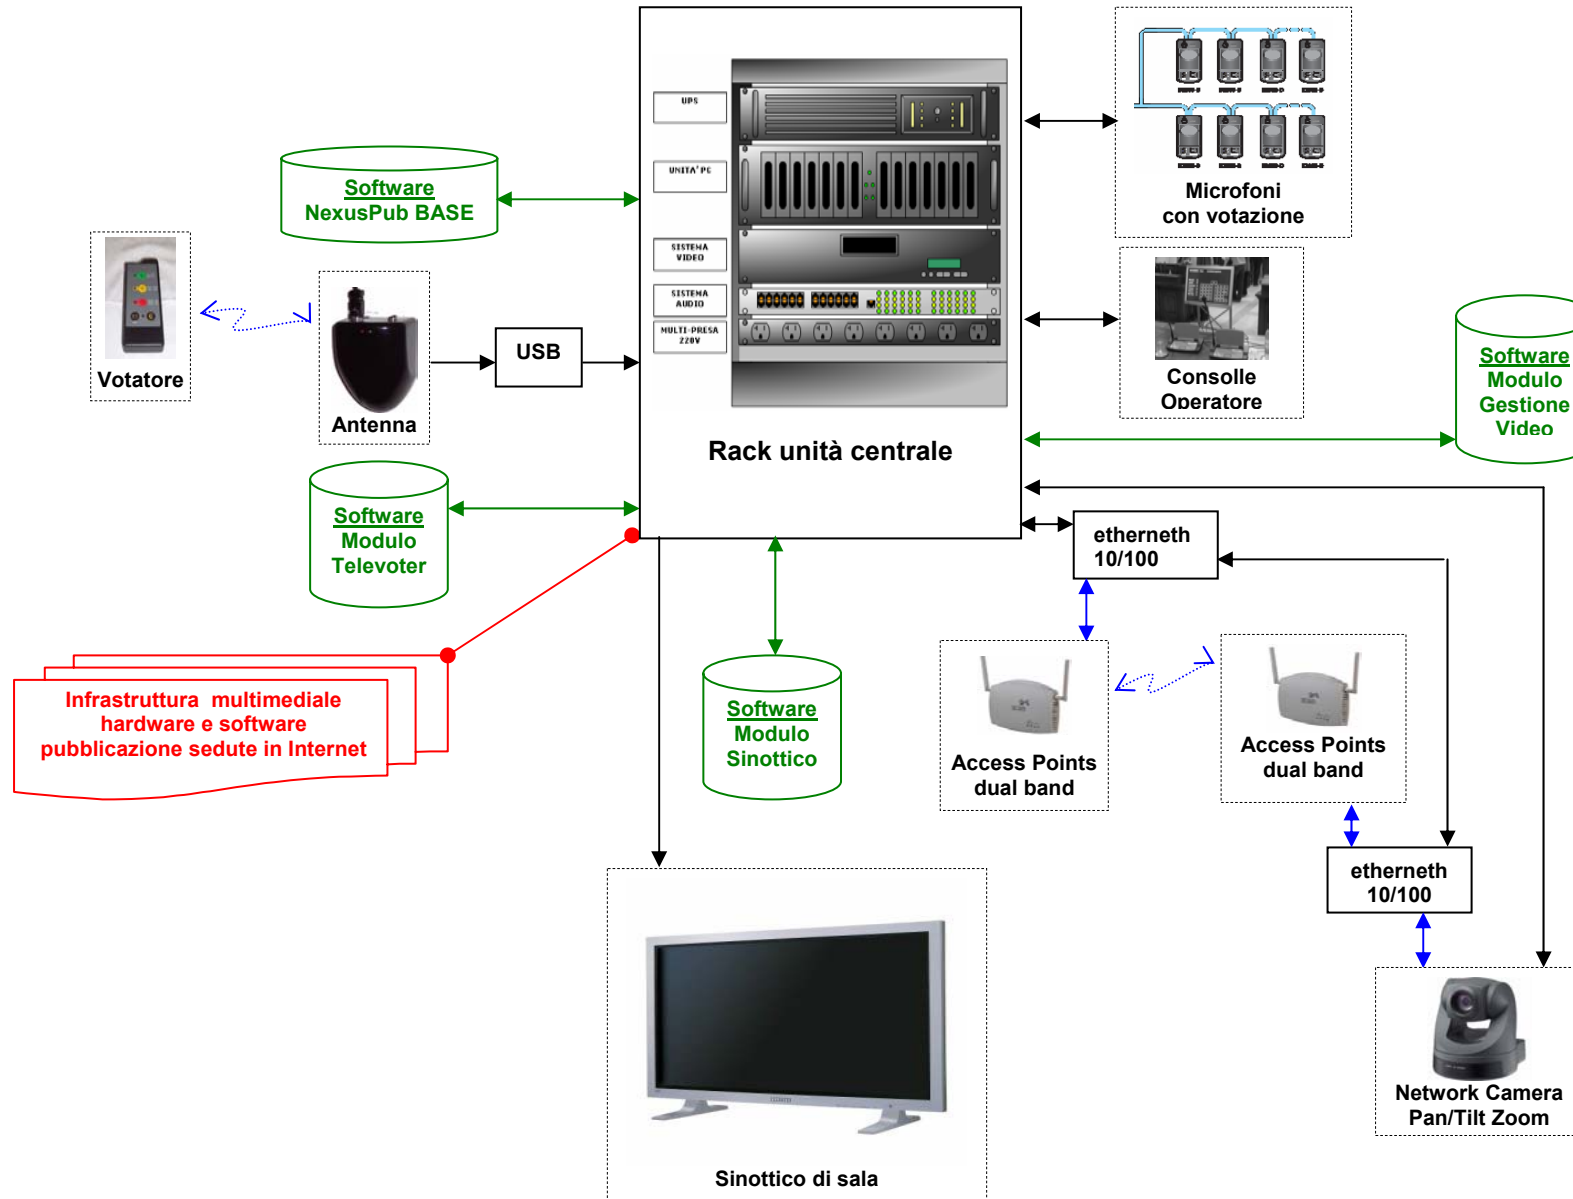 UPS
UNITA' PC
SISTEMA
VIDEO
SISTEMA
AUDIO
MULTI-PRESA
220V
Rack unità centrale
Microfoni
con votazione
Consolle
Operatore
Software
NexusPub BASE
Votatore
Antenna
USB
Software
Modulo
Gestione
Video
Software
Modulo
Televoter
etherneth
10/100
Infrastruttura multimediale
hardware e software
pubblicazione sedute in Internet
Software
Modulo
Sinottico
Access Points
dual band
Access Points
dual band
etherneth
10/100
Network Camera
Pan/Tilt Zoom
Sinottico di sala